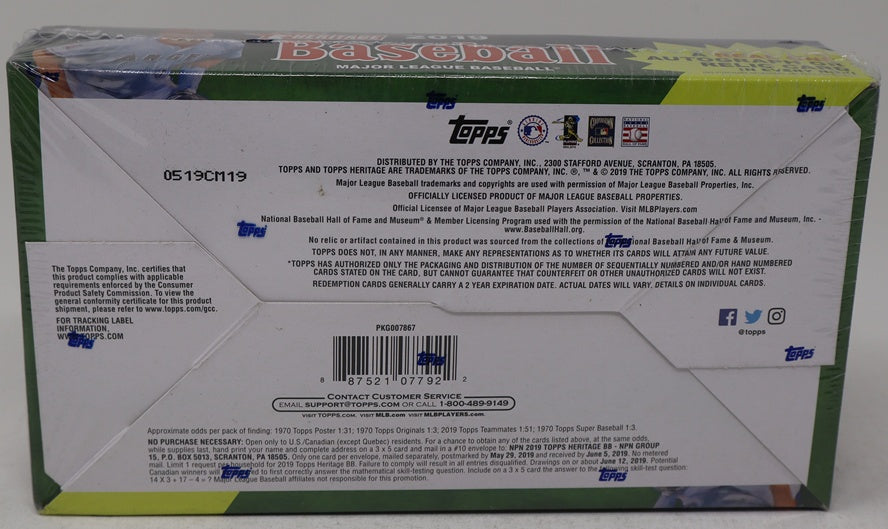 HERITAGE 2019
Baseball
MAJOR LEAGUE BASEBALL
Topps
Topps
Topps
0519CM19
DISTRIBUTED BY THE TOPPS COMPANY, INC., 2300 STAFFORD AVENUE, SCRANTON, PA 18505.
TOPPS AND TOPPS HERITAGE ARE TRADEMARKS OF THE TOPPS COMPANY, INC. ®, ™ & © 2019 THE TOPPS COMPANY, INC. ALL RIGHTS RESERVED.
Major League Baseball trademarks and copyrights are used with permission of Major League Baseball Properties, Inc.
OFFICIALLY LICENSED PRODUCT OF MAJOR LEAGUE BASEBALL PROPERTIES.
Official Licensee of Major League Baseball Players Association. Visit MLBPlayers.com
National Baseball Hall of Fame and Museum® & Member Licensing Program used with the permission of the National Baseball Hall of Fame and Museum, Inc. -
www.BaseballHall.org.
Topps
No relic or artifact contained in this product was sourced from the collections of National Baseball Hall of Fame & Museum.
Topps
TOPPS DOES NOT, IN ANY MANNER, MAKE ANY REPRESENTATIONS AS TO WHETHER ITS CARDS WILL ATTAIN ANY FUTURE VALUE.
*TOPPS HAS AUTHORIZED ONLY THE PACKAGING AND DISTRIBUTION OF THE NUMBER OF SEQUENTIALLY NUMBERED AND/OR HAND NUMBERED
CARDS STATED ON THE CARD, BUT CANNOT GUARANTEE THAT COUNTERFEIT OR OTHER UNAUTHORIZED CARDS WILL NOT EXIST.
REDEMPTION CARDS GENERALLY CARRY A 2 YEAR EXPIRATION DATE. ACTUAL DATES WILL VARY. DETAILS ON INDIVIDUAL CARDS.
The Topps Company, Inc. certifies that
this product complies with applicable
requirements enforced by the Consumer
Product Safety Commission. To view the
general conformity certificate for this product
shipment, please refer to www.topps.com/gcc.
FOR TRACKING LABEL
INFORMATION,
WWW.TOPPS.COM
Topps
@topps
Topps
PKG007867
Topps
8 87521 07792 2
CONTACT CUSTOMER SERVICE
EMAIL SUPPORT@TOPPS.COM OR CALL 1-800-489-9149
VISIT TOPPS.COM. VISIT MLB.COM VISIT MLBPLAYERS.COM.
Approximate odds per pack of finding: 1970 Topps Poster 1:31; 1970 Topps Originals 1:3, 2019 Topps Teammates 1:51; 1970 Topps Super Baseball 1:3.
NO PURCHASE NECESSARY: Open only to U.S./Canadian (except Quebec) residents. For a chance to obtain any of the cards listed above, at the same odds,
while supplies last, hand print your name and complete address on a 3 x 5 card and mail in a #10 envelope to: NPN 2019 TOPPS HERITAGE BB - NPN GROUP
15, P.O. BOX 5013, SCRANTON, PA 18505. Only one card per envelope, mailed separately, postmarked by May 29, 2019 and received by June 5, 2019. No metered
mail. Limit 1 request per household for 2019 Topps Heritage BB. Failure to comply will result in all entries disqualified. Drawings on or about June 12, 2019. Potential
Canadian winners will to first correctly answer the mathematical skill-testing question. Include on a 3 x 5 card the answer to the following skill-test question:
14 X 3 + 17 – 4 = ? Major League Baseball affiliates not responsible for this promotion.
Topps
Topps